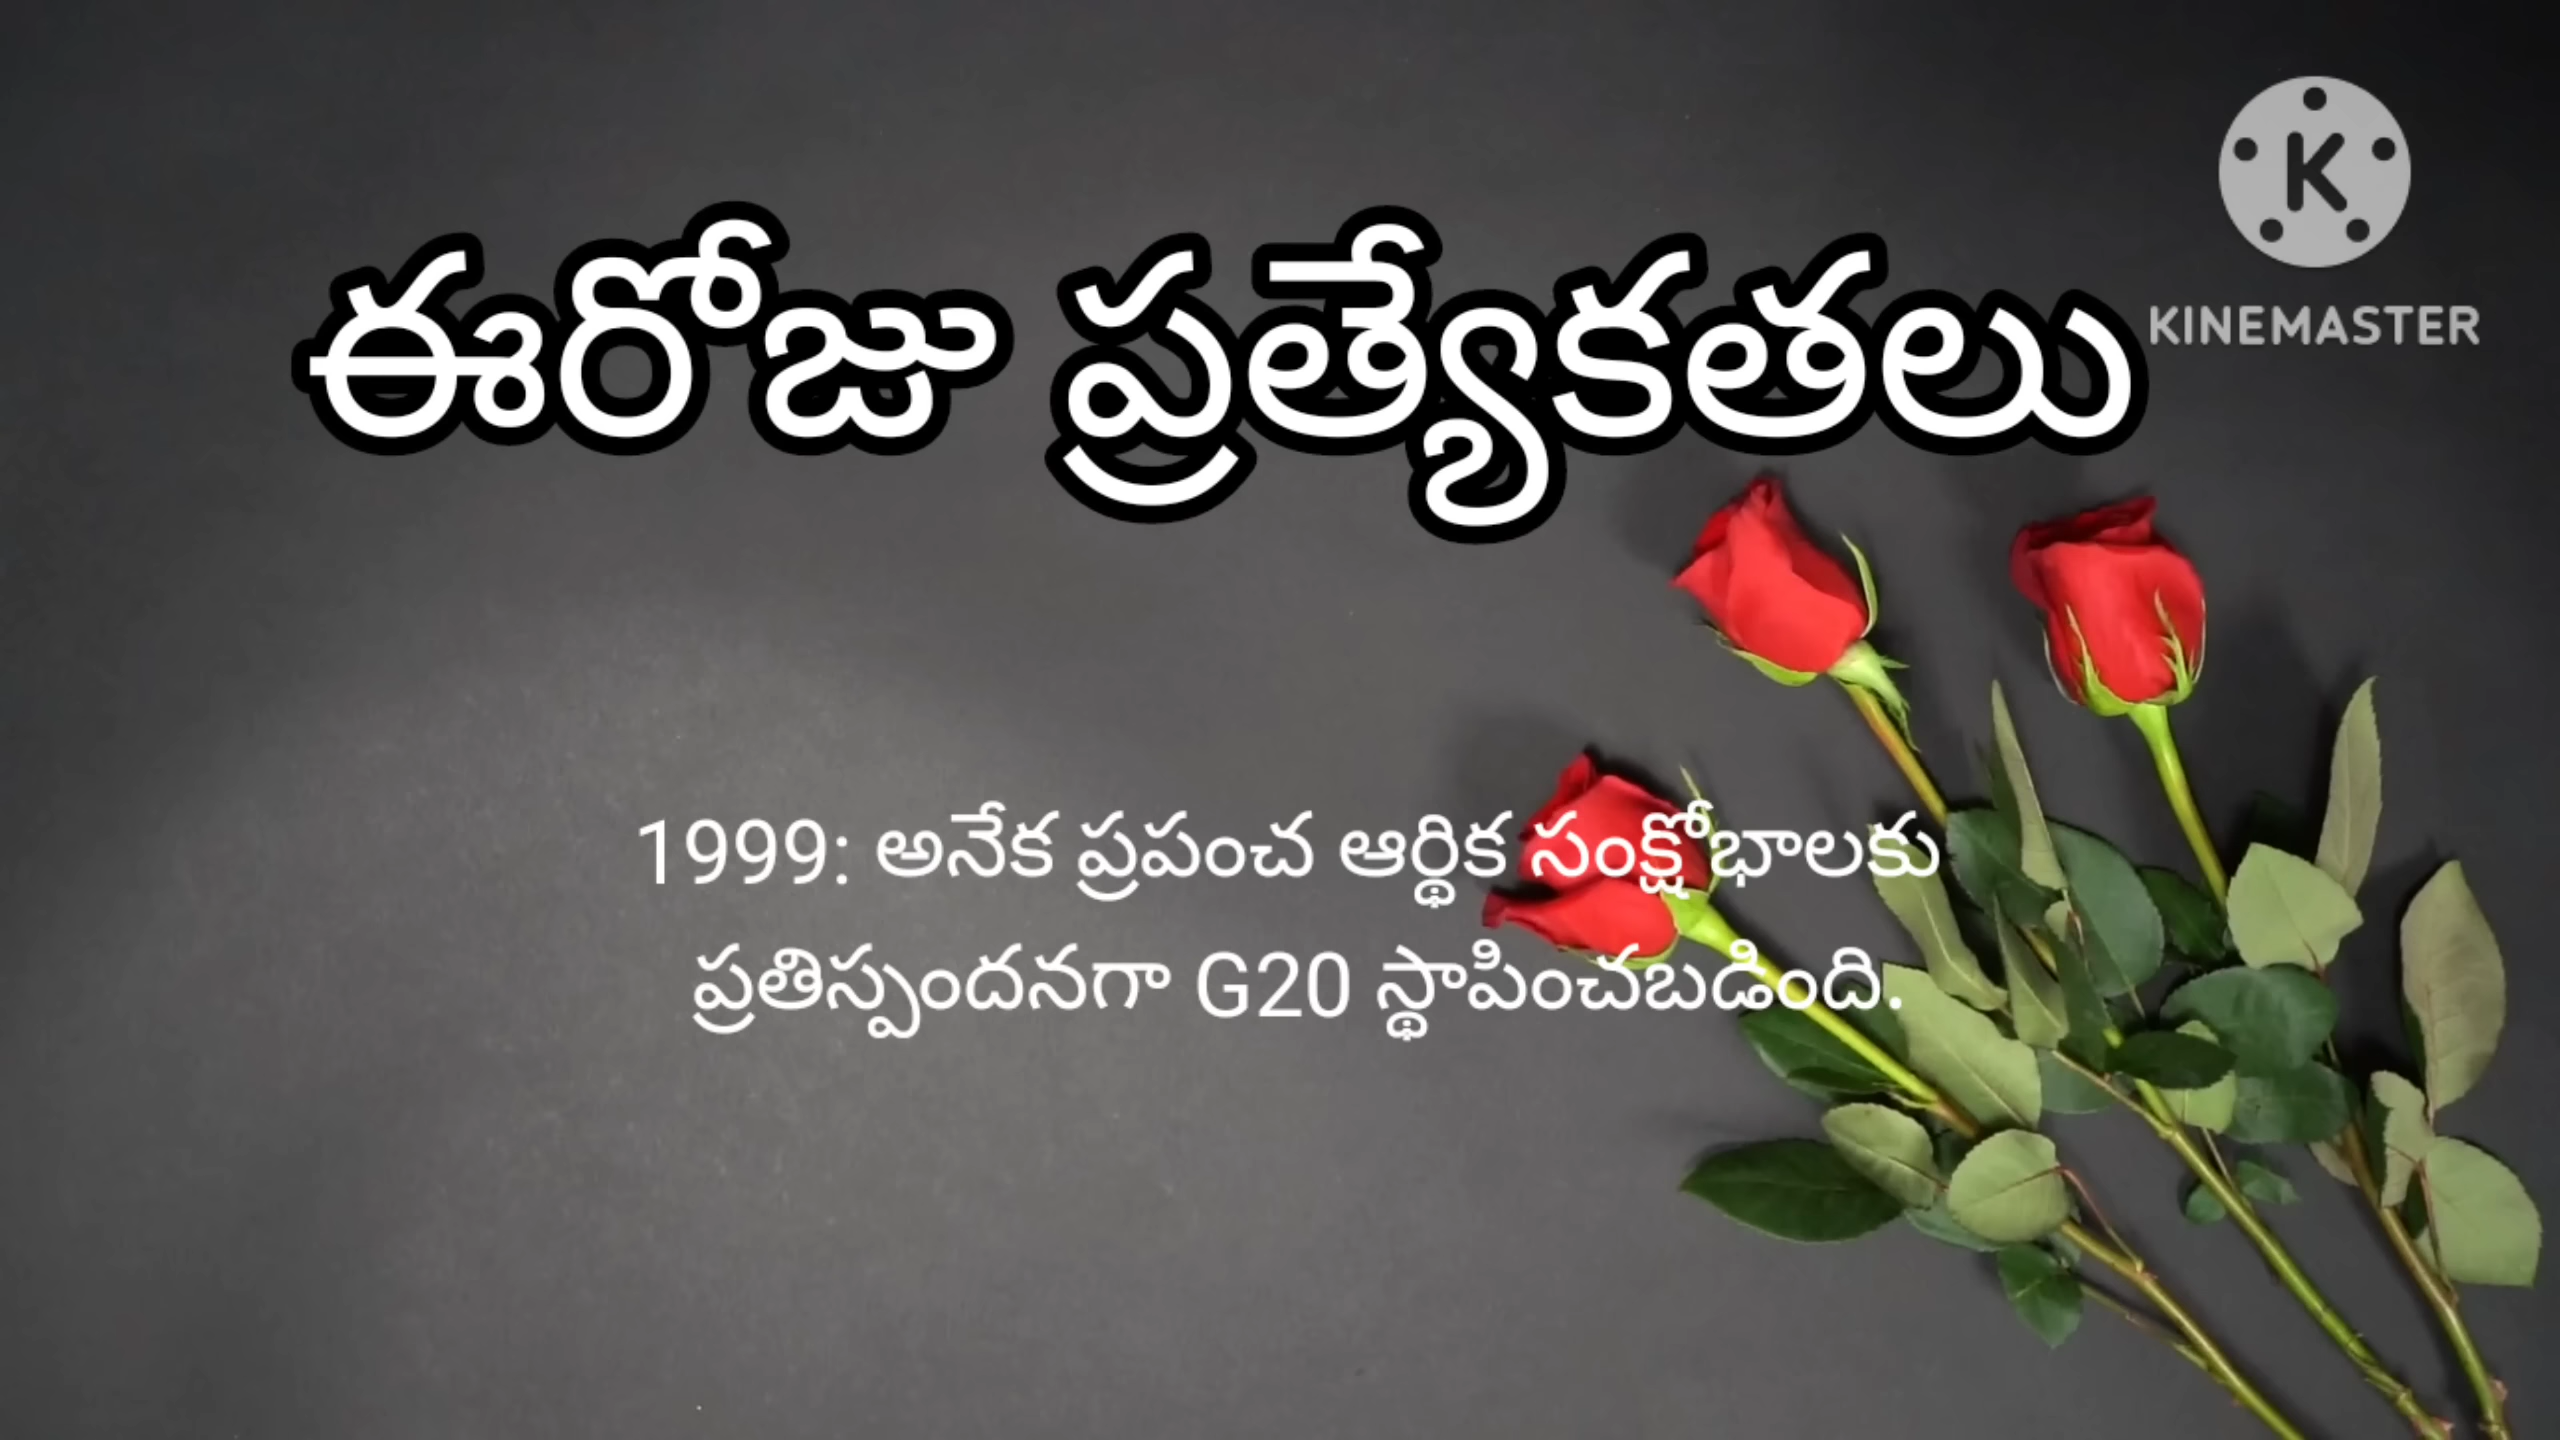 K
KINEMASTER
ఈరోజు ప్రత్యేకతలు
1999: అనేక ప్రపంచ ఆర్థిక సంక్షోభాలకు
ప్రతిస్పందనగా G20 స్థాపించబడింది.